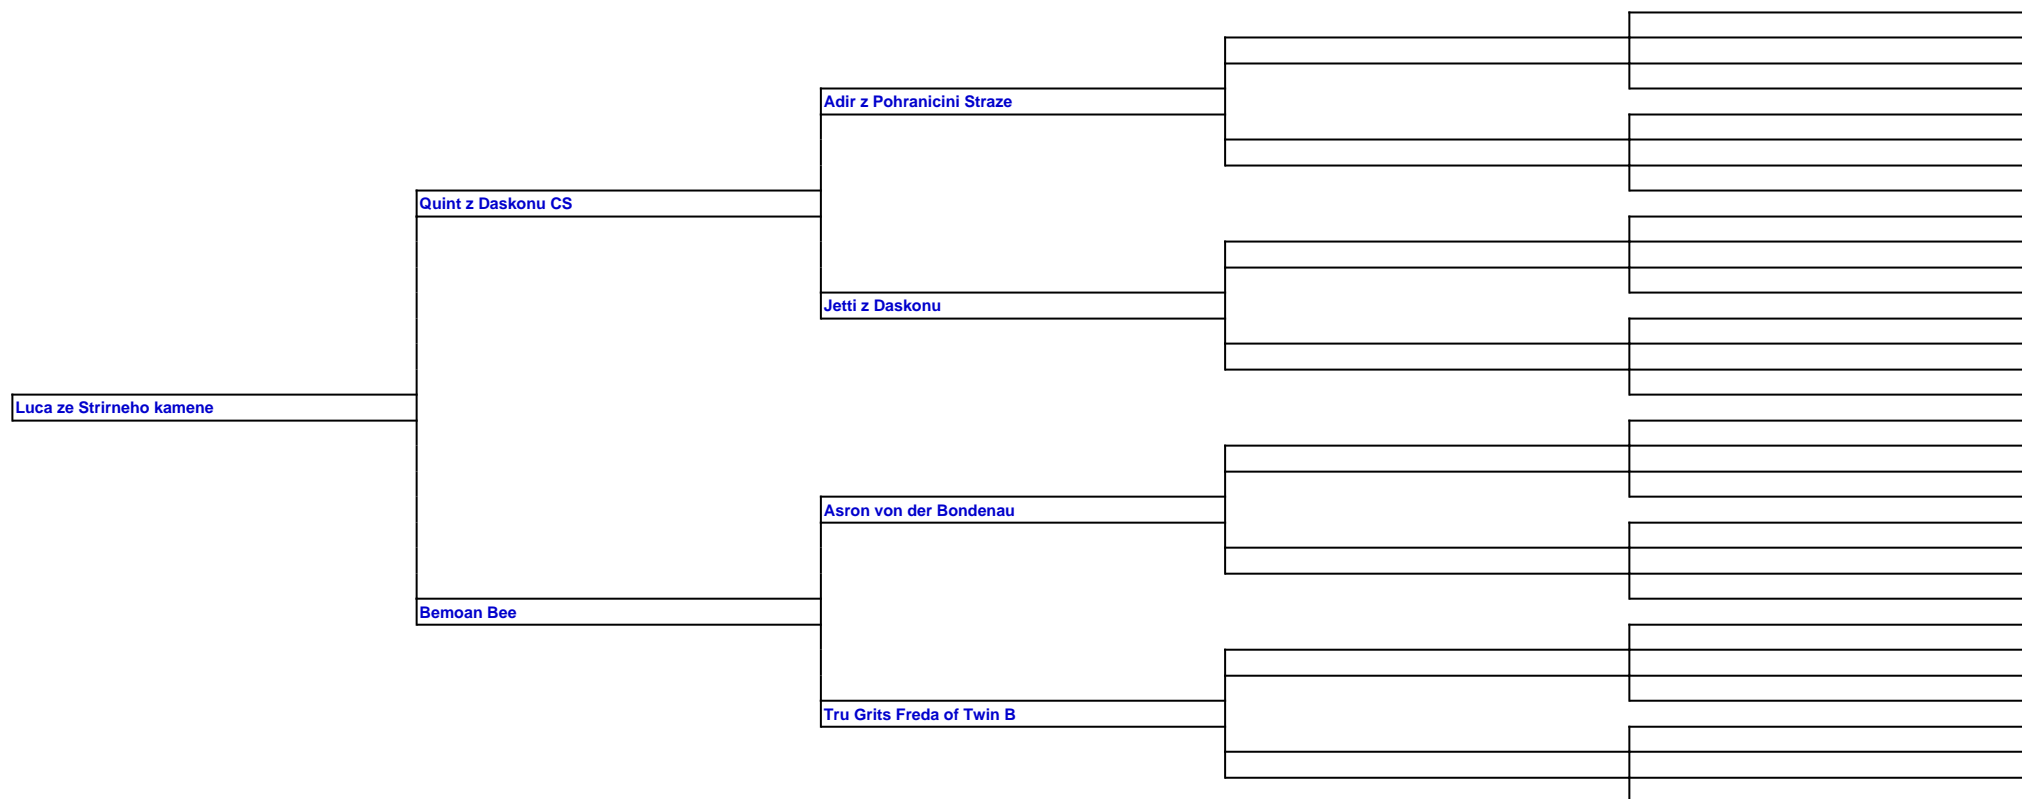 Adir z Pohranicini Straze
Quint z Daskonu CS
Jetti z Daskonu
Luca ze Strirneho kamene
Asron von der Bondenau
Bemoan Bee
Tru Grits Freda of Twin B